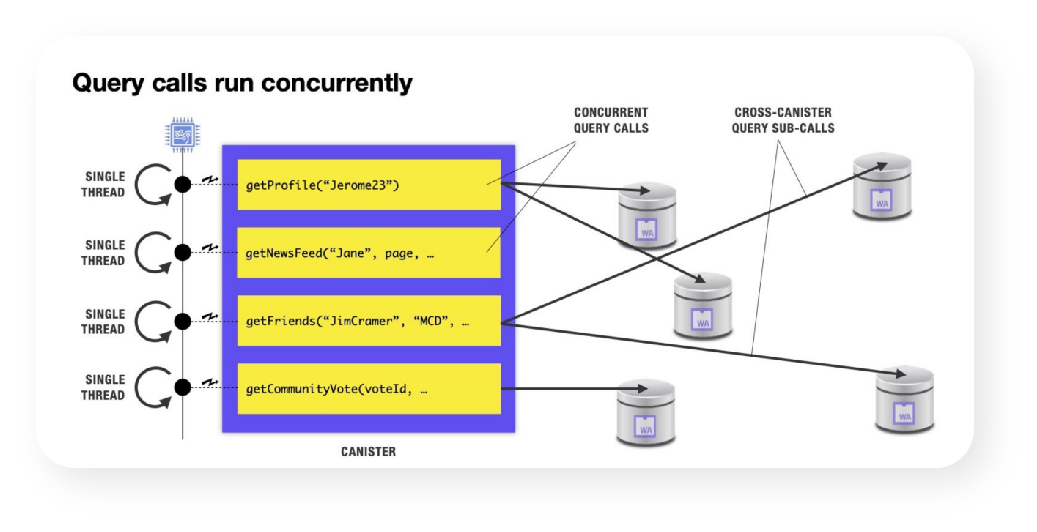 Query calls run concurrently
CONCURRENT
QUERY CALLS
CROSS-CANISTER
QUERY SUB-CALLS
SINGLE
THREAD
getProfile(“Jerome23”)
WA
WA
SINGLE
THREAD
getNewsFeed(“Jane”, page, …
WA
SINGLE
THREAD
getFriends(“JimCramer”, “MCD”, …
SINGLE
THREAD
getCommunityVote(voteId, …
WA
WA
CANISTER